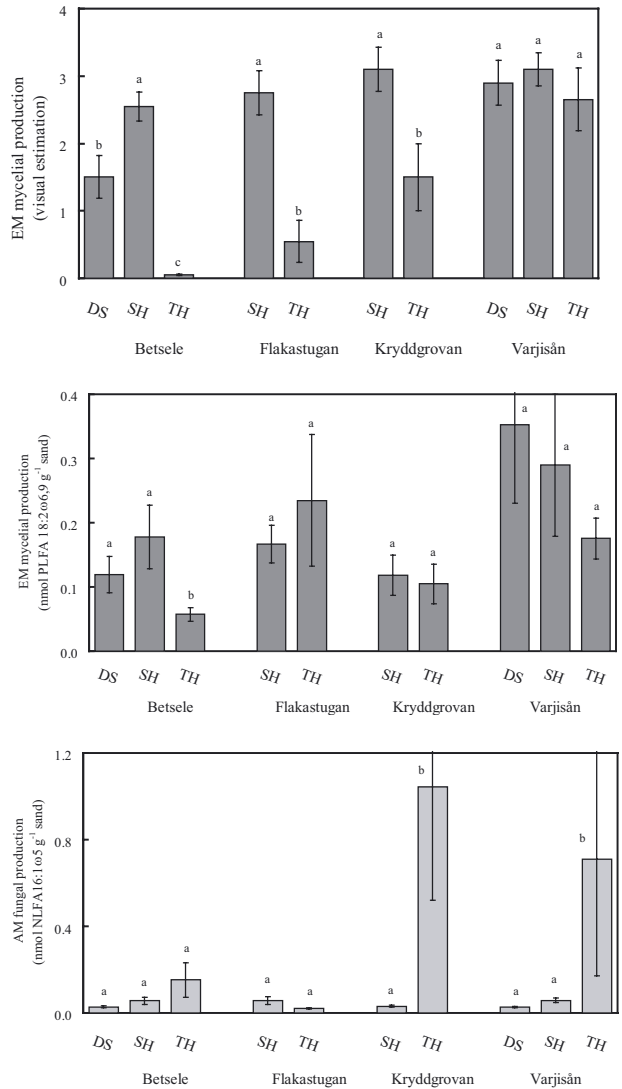 EM mycelial production
(visual estimation)
4
3
2
1
0
b
a
c
a
b
a
b
a
a
a
DS SH TH SH TH SH TH DS SH TH
Betsele Flakastugan Kryddgrovan Varjisån
EM mycelial production
(nmol PLFA 18:2ω6,9 g⁻¹ sand)
0.4
0.3
0.2
0.1
0.0
a
a
b
a
a
a
a
a
a
a
DS SH TH SH TH SH TH DS SH TH
Betsele Flakastugan Kryddgrovan Varjisån
AM fungal production
(nmol NLFA16:1ω5 g⁻¹ sand)
1.2
0.8
0.4
0.0
a
a
a
a
a
a
b
a
a
b
DS SH TH SH TH SH TH DS SH TH
Betsele Flakastugan Kryddgrovan Varjisån